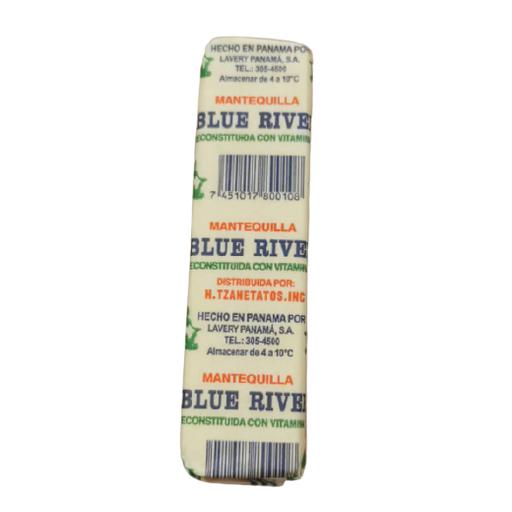 HECHO EN PANAMA POR
LAVERY PANAMÁ, S.A.
TEL.: 305-4500
Almacenar de 4 a 10°C
MANTEQUILLA
BLUE RIVE
ECONSTITUIDA CON VITAMIN
7 451017 800108
MANTEQUILLA
BLUE RIVE
ECONSTITUIDA CON VITAMIN
DISTRIBUIDA POR:
H.TZANETATOS.INC
HECHO EN PANAMA POR
LAVERY PANAMÁ, S.A.
TEL.: 305-4500
Almacenar de 4 a 10°C
MANTEQUILLA
BLUE RIVE
ECONSTITUIDA CON VITAMIN